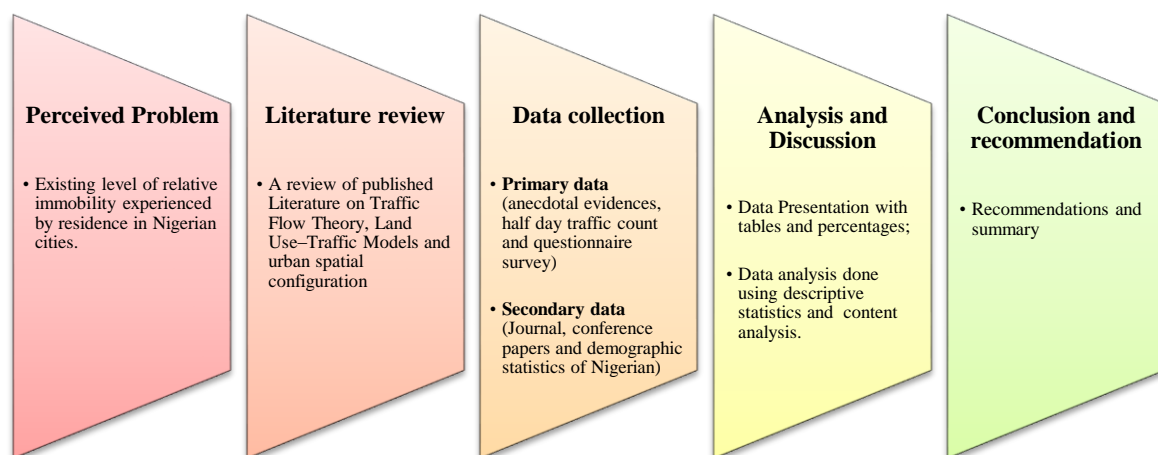 Perceived Problem
• Existing level of relative
immobility experienced
by residence in Nigerian
cities.
Literature review
• A review of published
Literature on Traffic
Flow Theory, Land
Use–Traffic Models and
urban spatial
configuration
Data collection
• Primary data
(anecdotal evidences,
half day traffic count
and questionnaire
survey)
• Secondary data
(Journal, conference
papers and demographic
statistics of Nigerian)
Analysis and
Discussion
• Data Presentation with
tables and percentages;
• Data analysis done
using descriptive
statistics and content
analysis.
Conclusion and
recommendation
• Recommendations and
summary